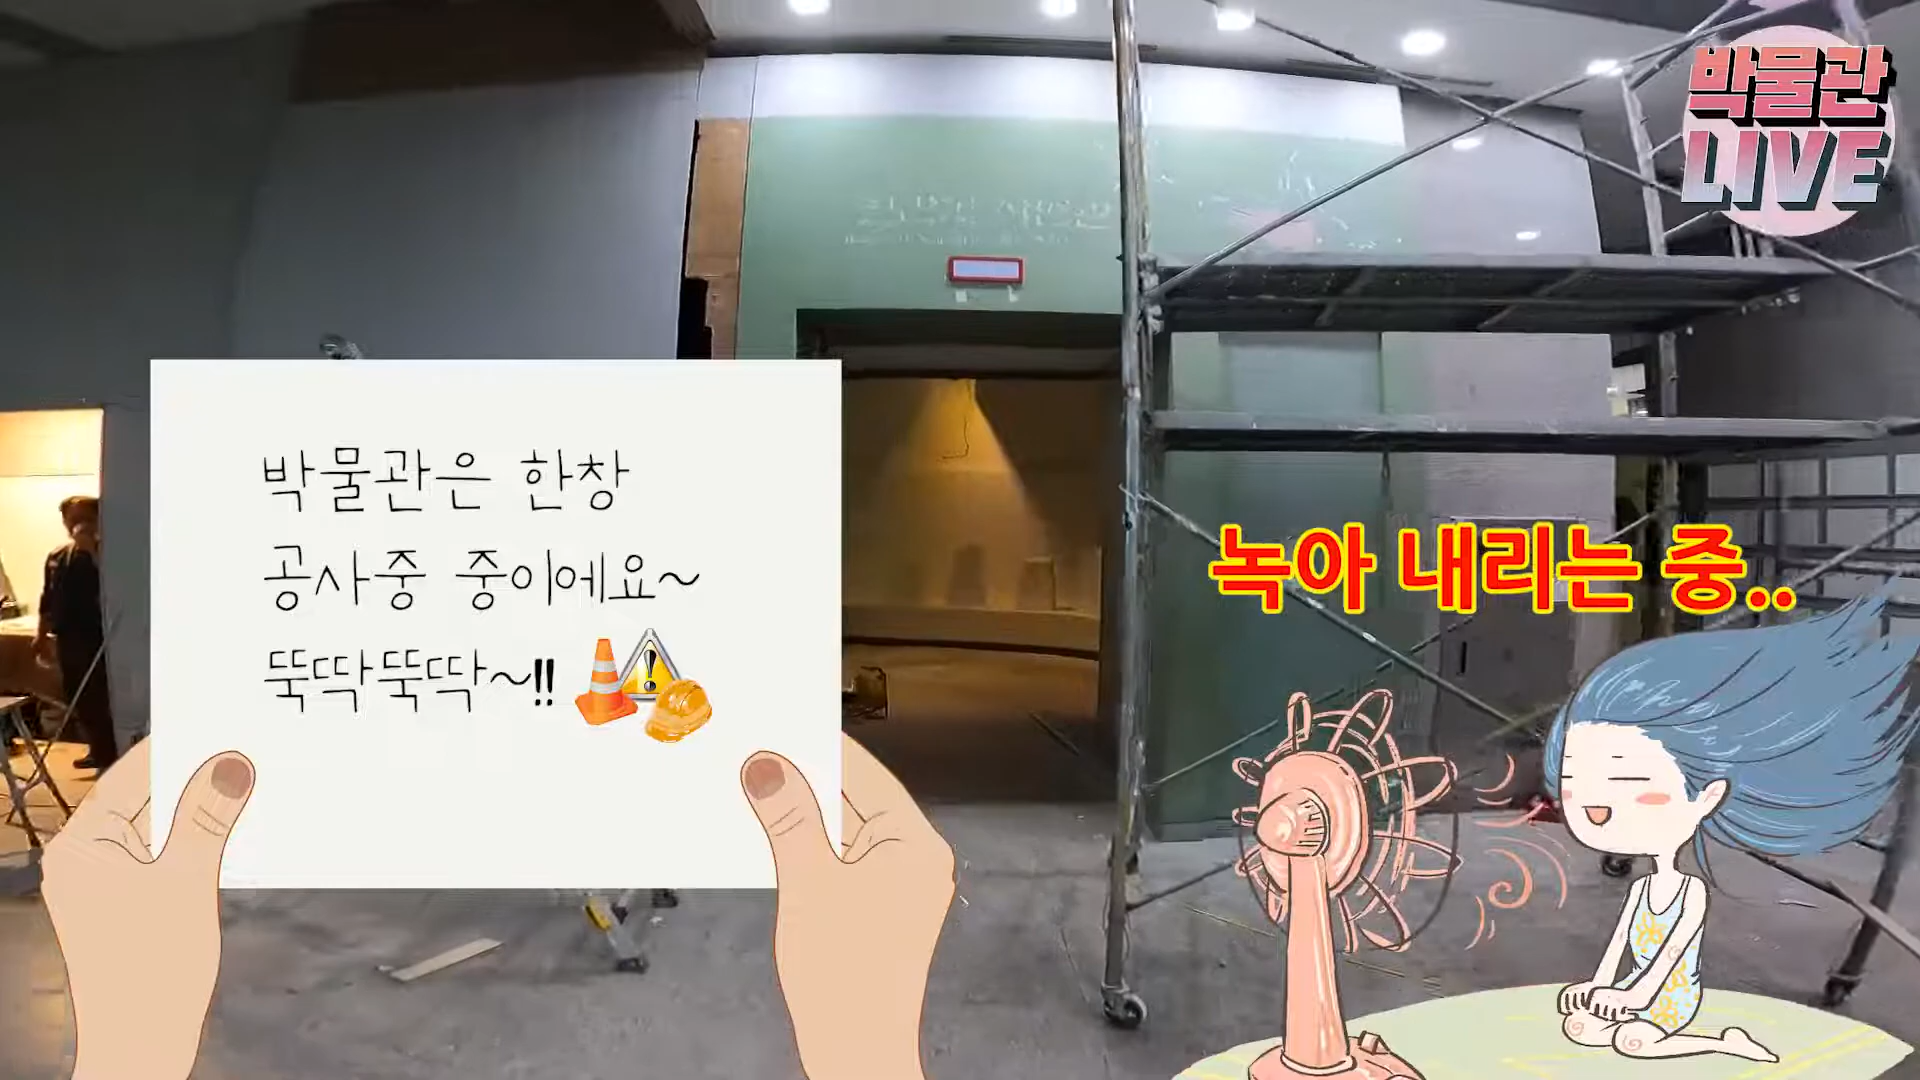 박물관
LIVE
박물관은 한창
공사중 중이에요~
뚝딱뚝딱~!!
녹아 내리는 중..